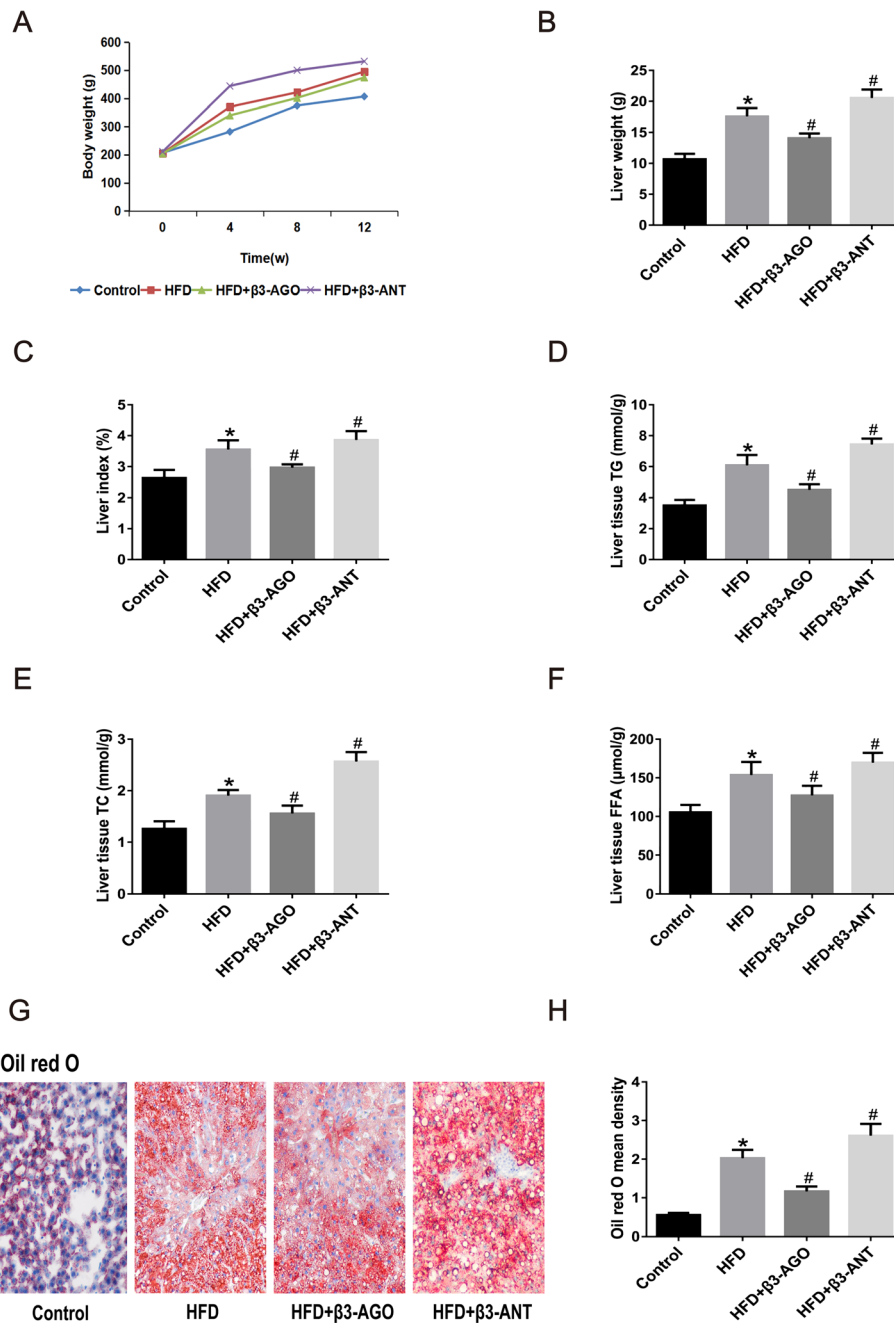 A
Body weight (g)
600
500
400
300
200
100
0
0 4 8 12
Time(w)
Control HFD HFD+β3-AGO HFD+β3-ANT
B
Liver weight (g)
25
20
15
10
5
0
* # #
Control HFD HFD+β3-AGO HFD+β3-ANT
C
Liver index (%)
5
4
3
2
1
0
* # #
Control HFD HFD+β3-AGO HFD+β3-ANT
D
Liver tissue TG (mmol/g)
10
8
6
4
2
0
* # #
Control HFD HFD+β3-AGO HFD+β3-ANT
E
Liver tissue TC (mmol/g)
3
2
1
0
* # #
Control HFD HFD+β3-AGO HFD+β3-ANT
F
Liver tissue FFA (μmol/g)
200
150
100
50
0
* # #
Control HFD HFD+β3-AGO HFD+β3-ANT
G
Oil red O
Control HFD HFD+β3-AGO HFD+β3-ANT
H
Oil red O mean density
4
3
2
1
0
* # #
Control HFD HFD+β3-AGO HFD+β3-ANT